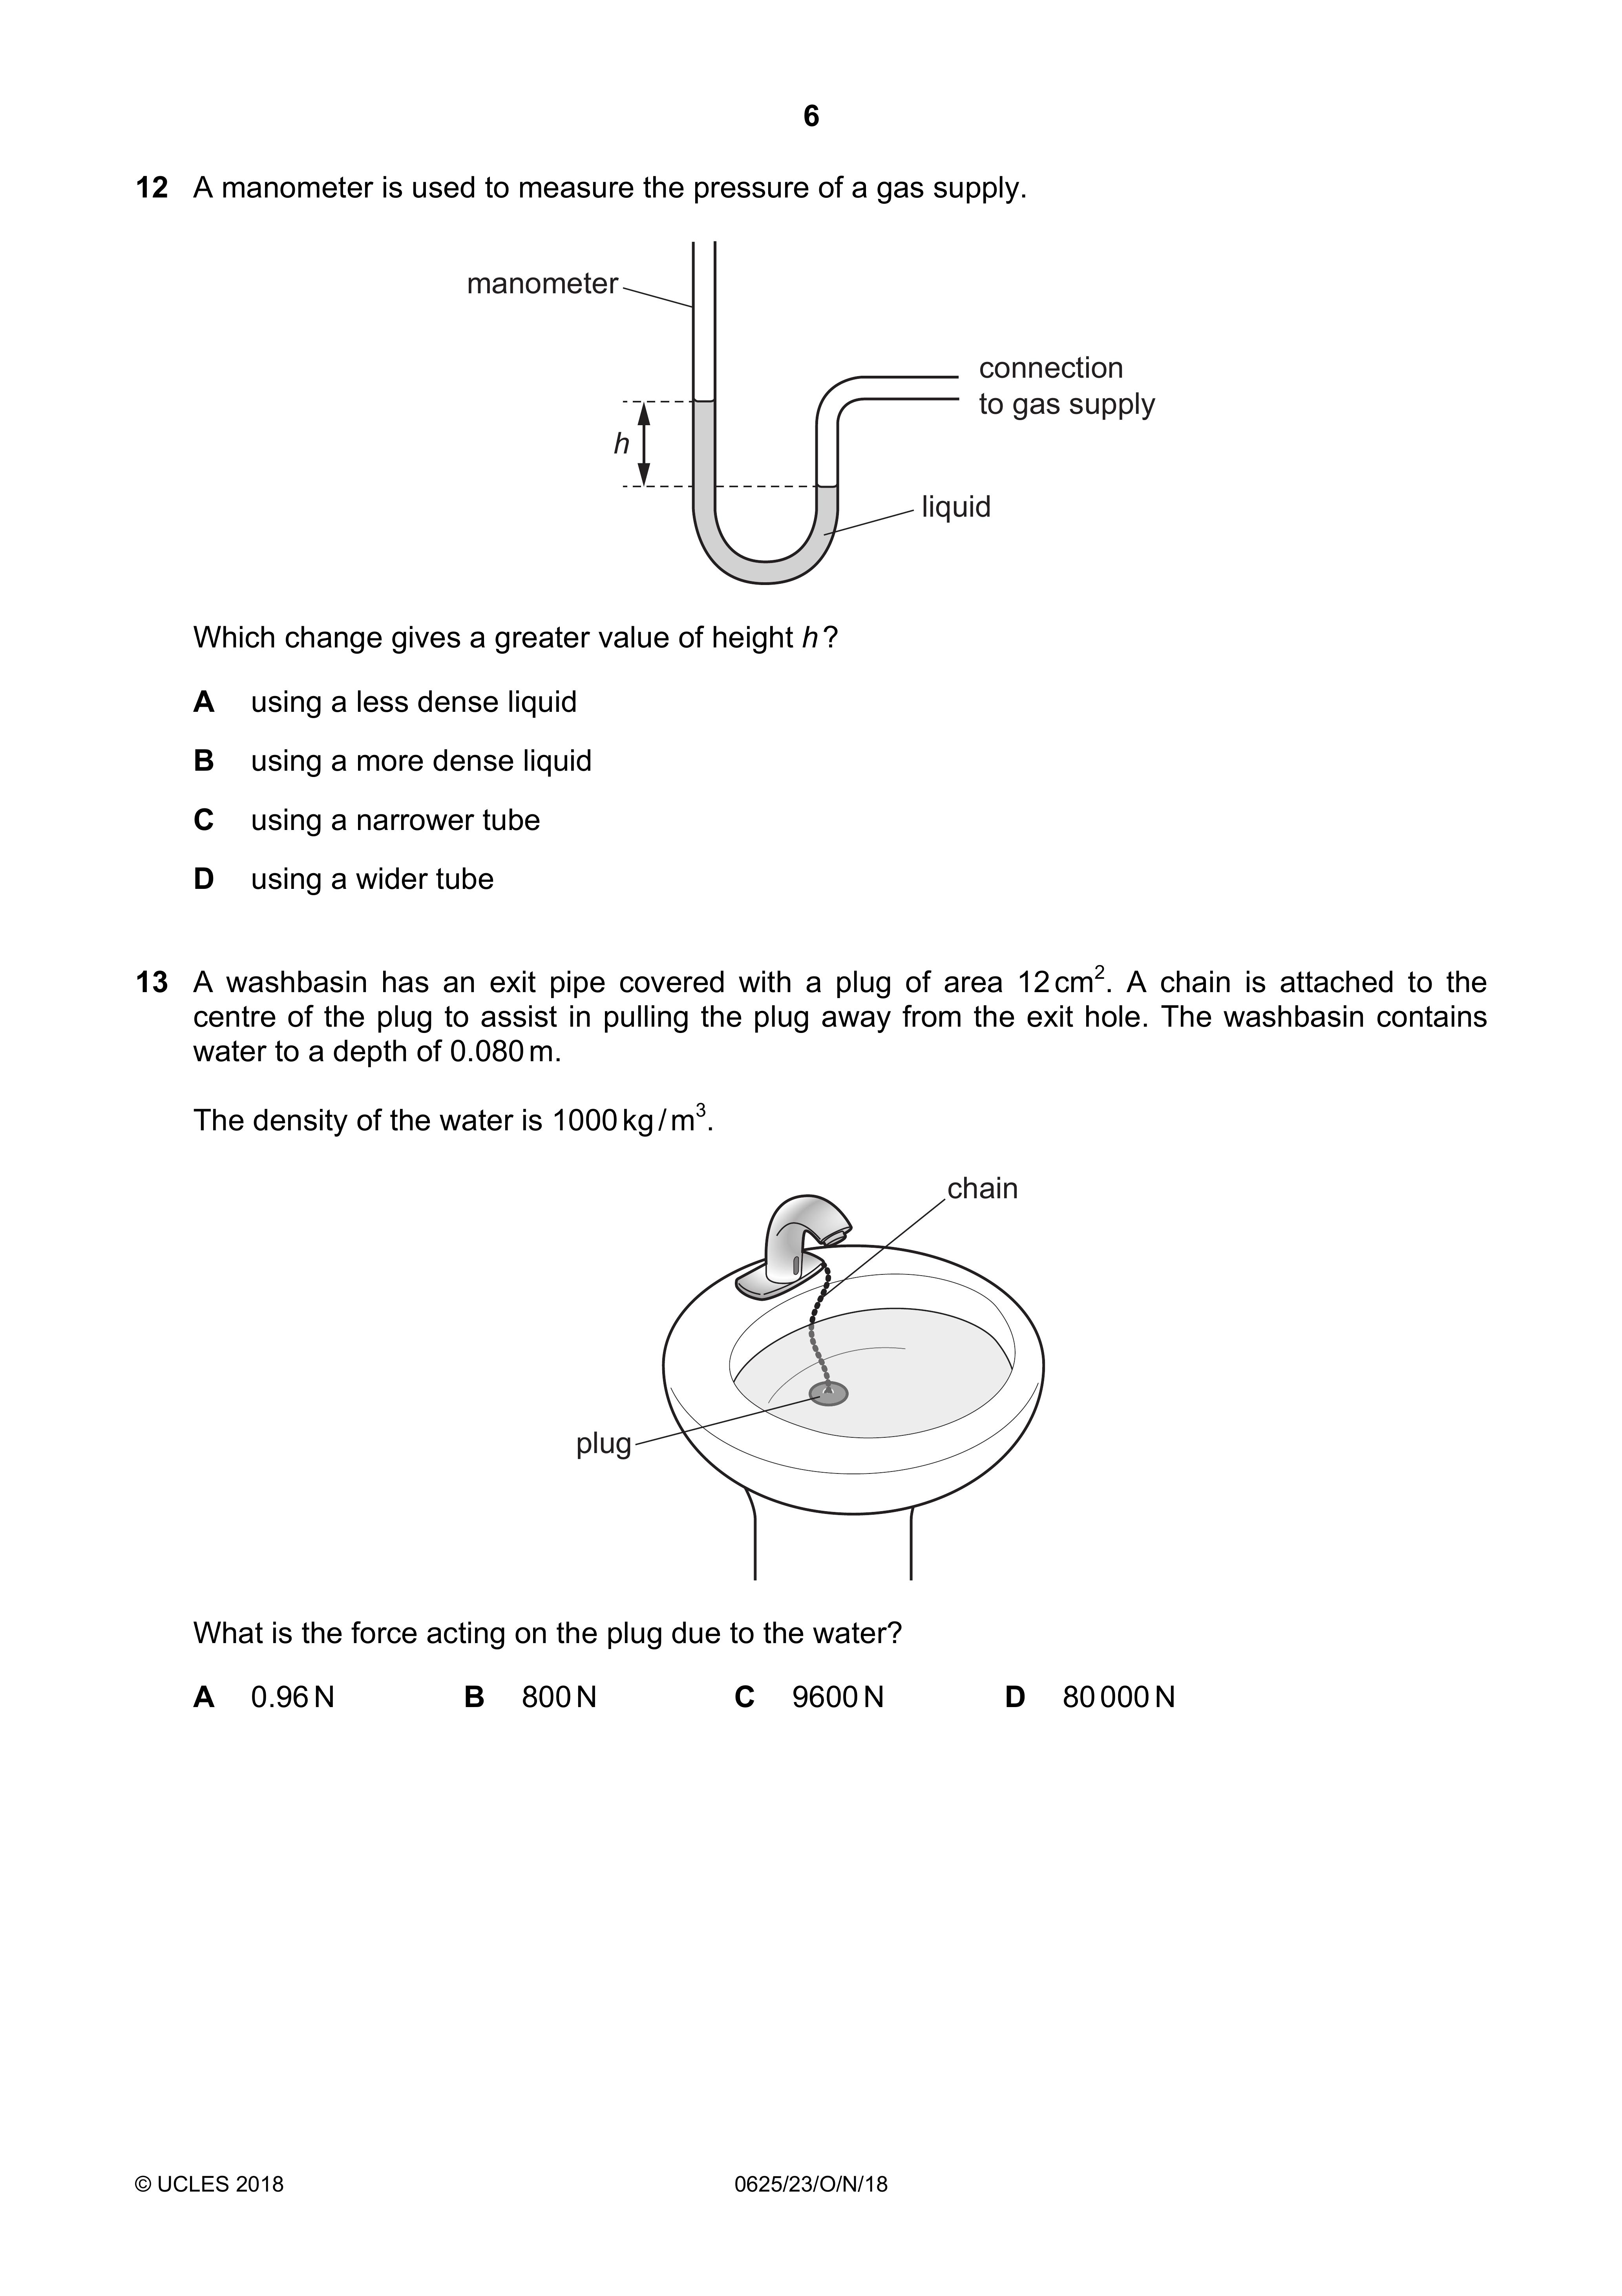 6
12 A manometer is used to measure the pressure of a gas supply.
manometer
connection
to gas supply
h
liquid
Which change gives a greater value of height h?
A using a less dense liquid
B using a more dense liquid
C using a narrower tube
D using a wider tube
13 A washbasin has an exit pipe covered with a plug of area 12 cm². A chain is attached to the
centre of the plug to assist in pulling the plug away from the exit hole. The washbasin contains
water to a depth of 0.080 m.
The density of the water is 1000 kg/m³.
chain
plug
What is the force acting on the plug due to the water?
A 0.96 N B 800 N C 9600 N D 80 000 N
© UCLES 2018 0625/23/O/N/18